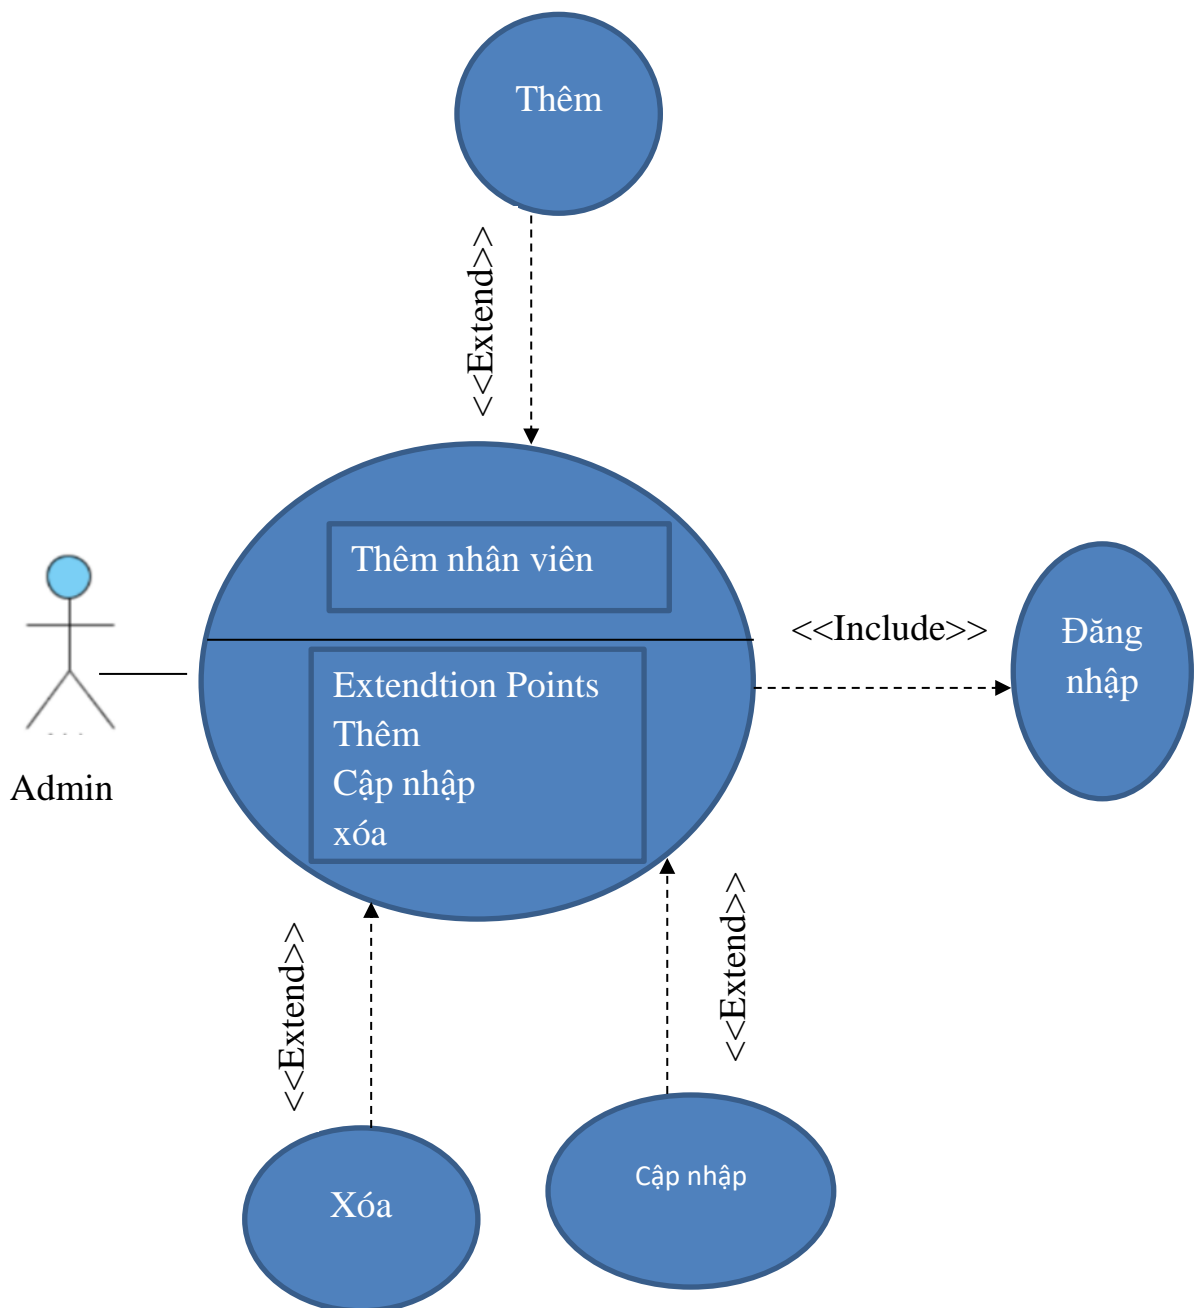 Thêm
<<Extend>>
Thêm nhân viên
<<Include>>
Đăng
nhập
Extendtion Points
Thêm
Cập nhập
xóa
Admin
<<Extend>>
<<Extend>>
Cập nhập
Xóa